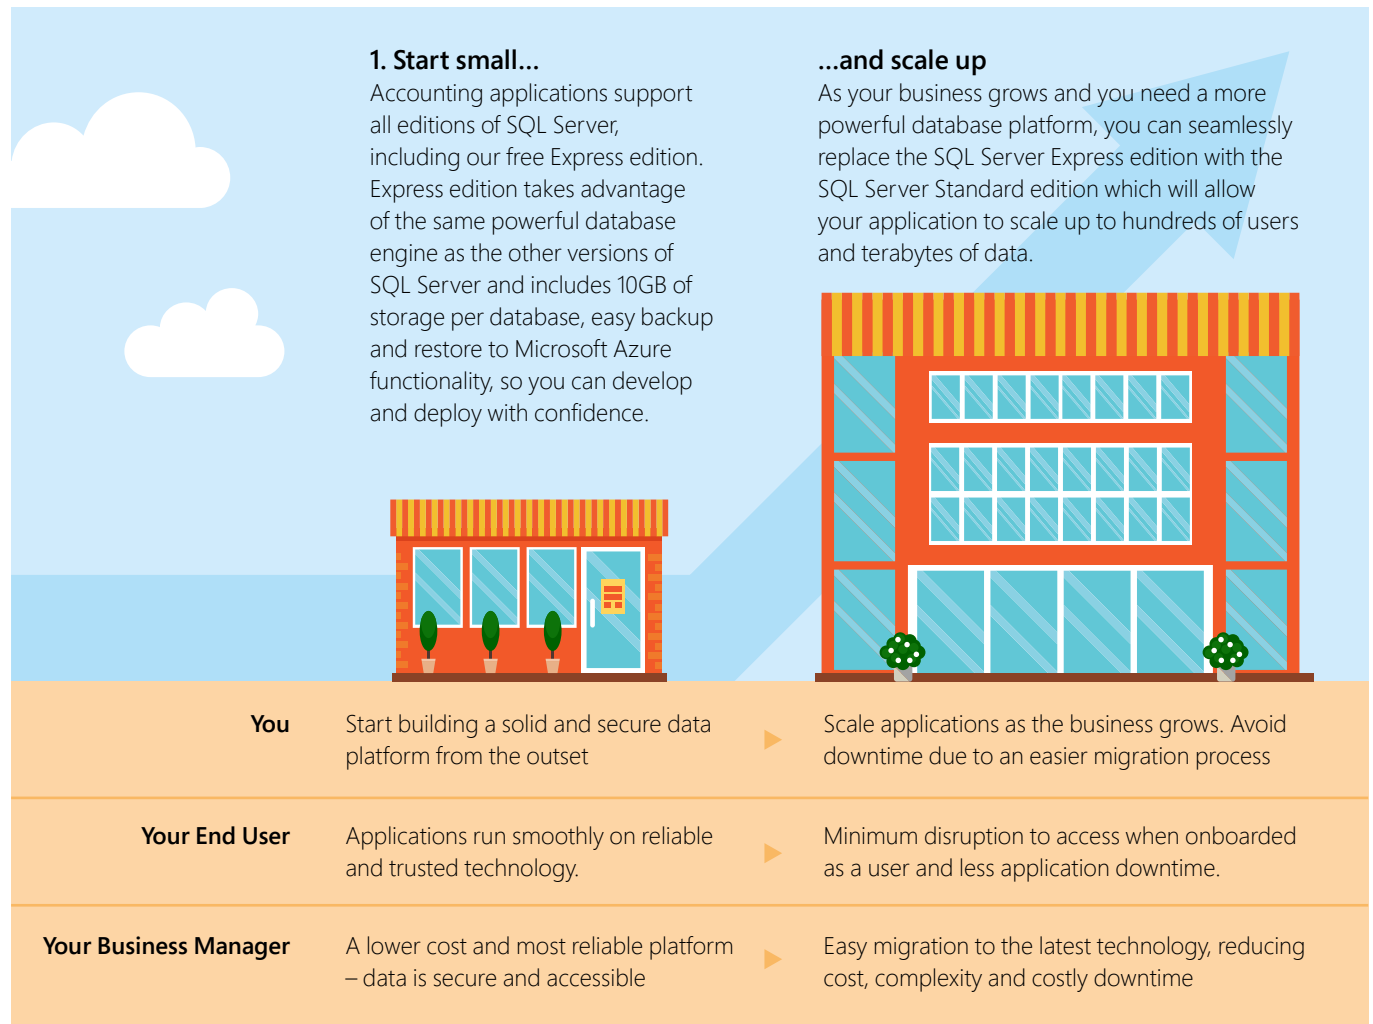 1. Start small...
Accounting applications support
all editions of SQL Server,
including our free Express edition.
Express edition takes advantage
of the same powerful database
engine as the other versions of
SQL Server and includes 10GB of
storage per database, easy backup
and restore to Microsoft Azure
functionality, so you can develop
and deploy with confidence.
...and scale up
As your business grows and you need a more
powerful database platform, you can seamlessly
replace the SQL Server Express edition with the
SQL Server Standard edition which will allow
your application to scale up to hundreds of users
and terabytes of data.
You
Start building a solid and secure data
platform from the outset
Scale applications as the business grows. Avoid
downtime due to an easier migration process
Your End User
Applications run smoothly on reliable
and trusted technology.
Minimum disruption to access when onboarded
as a user and less application downtime.
Your Business Manager
A lower cost and most reliable platform
– data is secure and accessible
Easy migration to the latest technology, reducing
cost, complexity and costly downtime